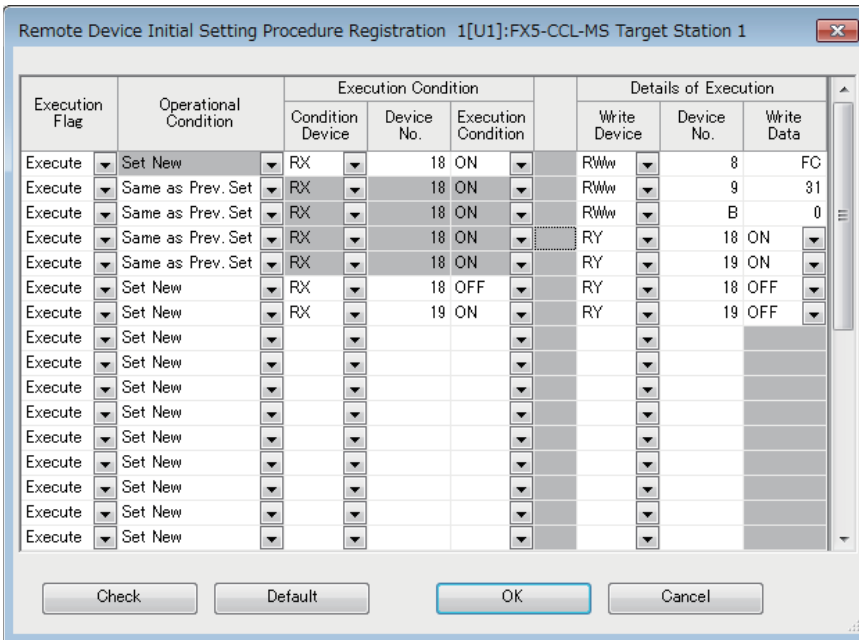 Remote Device Initial Setting Procedure Registration 1[U1]:FX5-CCL-MS Target Station 1
Execution Condition Details of Execution
Execution Flag Operational Condition Condition Device Device No. Execution Condition Write Device Device No. Write Data
Execute Set New RX 18 ON RWw 8 FC
Execute Same as Prev. Set RX 18 ON RWw 9 31
Execute Same as Prev. Set RX 18 ON RWw B 0
Execute Same as Prev. Set RX 18 ON RY 18 ON
Execute Same as Prev. Set RX 18 ON RY 19 ON
Execute Set New RX 18 OFF RY 18 OFF
Execute Set New RX 19 ON RY 19 OFF
Execute Set New
Execute Set New
Execute Set New
Execute Set New
Execute Set New
Execute Set New
Execute Set New
Execute Set New
Execute Set New
Check Default OK Cancel